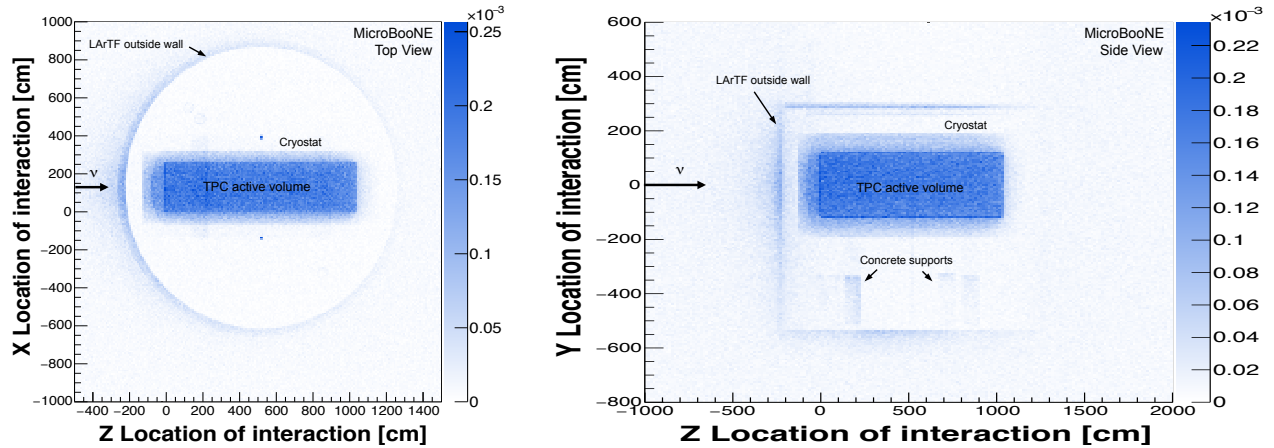 ×10⁻³
MicroBooNE
Top View
LArTF outside wall
Cryostat
ν
TPC active volume
1000
800
600
400
200
0
−200
−400
−600
−800
−1000
X Location of interaction [cm]
−400 −200 0 200 400 600 800 1000 1200 1400
Z Location of interaction [cm]
0.25
0.2
0.15
0.1
0.05
0
×10⁻³
MicroBooNE
Side View
LArTF outside wall
Cryostat
ν
TPC active volume
Concrete supports
600
400
200
0
−200
−400
−600
−800
Y Location of interaction [cm]
−1000 −500 0 500 1000 1500 2000
Z Location of interaction [cm]
0.22
0.2
0.18
0.16
0.14
0.12
0.1
0.08
0.06
0.04
0.02
0